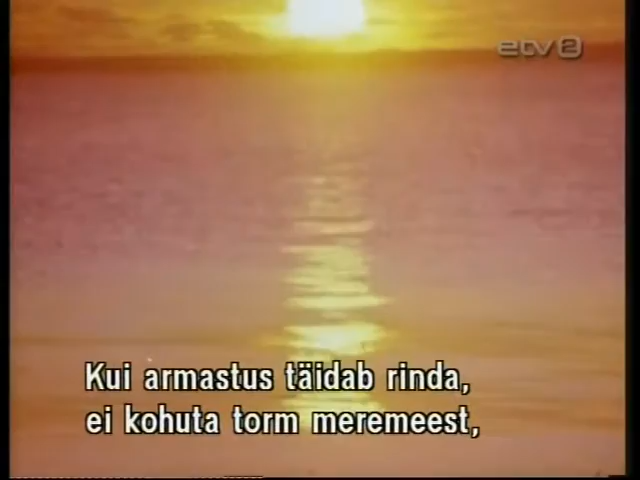 etv2
Kui armastus täidab rinda,
ei kohuta torm meremeest,